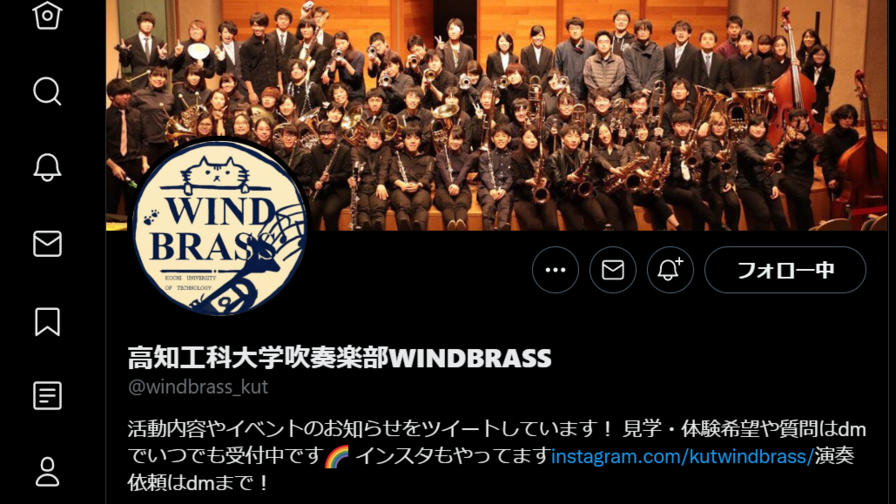 WIND
BRASS
KOCHI UNIVERSITY
OF TECHNOLOGY
フォロー中
高知工科大学吹奏楽部WINDBRASS
@windbrass_kut
活動内容やイベントのお知らせをツイートしています！ 見学・体験希望や質問はdm
でいつでも受付中です🌈 インスタもやってますinstagram.com/kutwindbrass/演奏
依頼はdmまで！